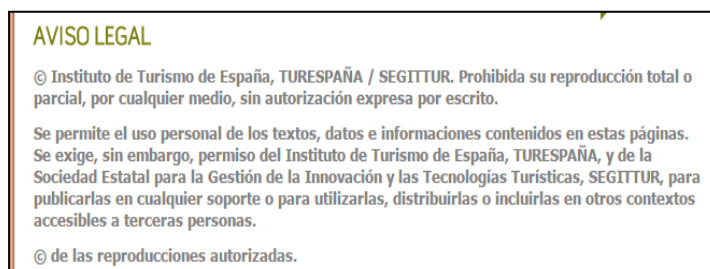 AVISO LEGAL
© Instituto de Turismo de España, TURESPAÑA / SEGITTUR. Prohibida su reproducción total o
parcial, por cualquier medio, sin autorización expresa por escrito.
Se permite el uso personal de los textos, datos e informaciones contenidos en estas páginas.
Se exige, sin embargo, permiso del Instituto de Turismo de España, TURESPAÑA, y de la
Sociedad Estatal para la Gestión de la Innovación y las Tecnologías Turísticas, SEGITTUR, para
publicarlas en cualquier soporte o para utilizarlas, distribuirlas o incluirlas en otros contextos
accesibles a terceras personas.
© de las reproducciones autorizadas.